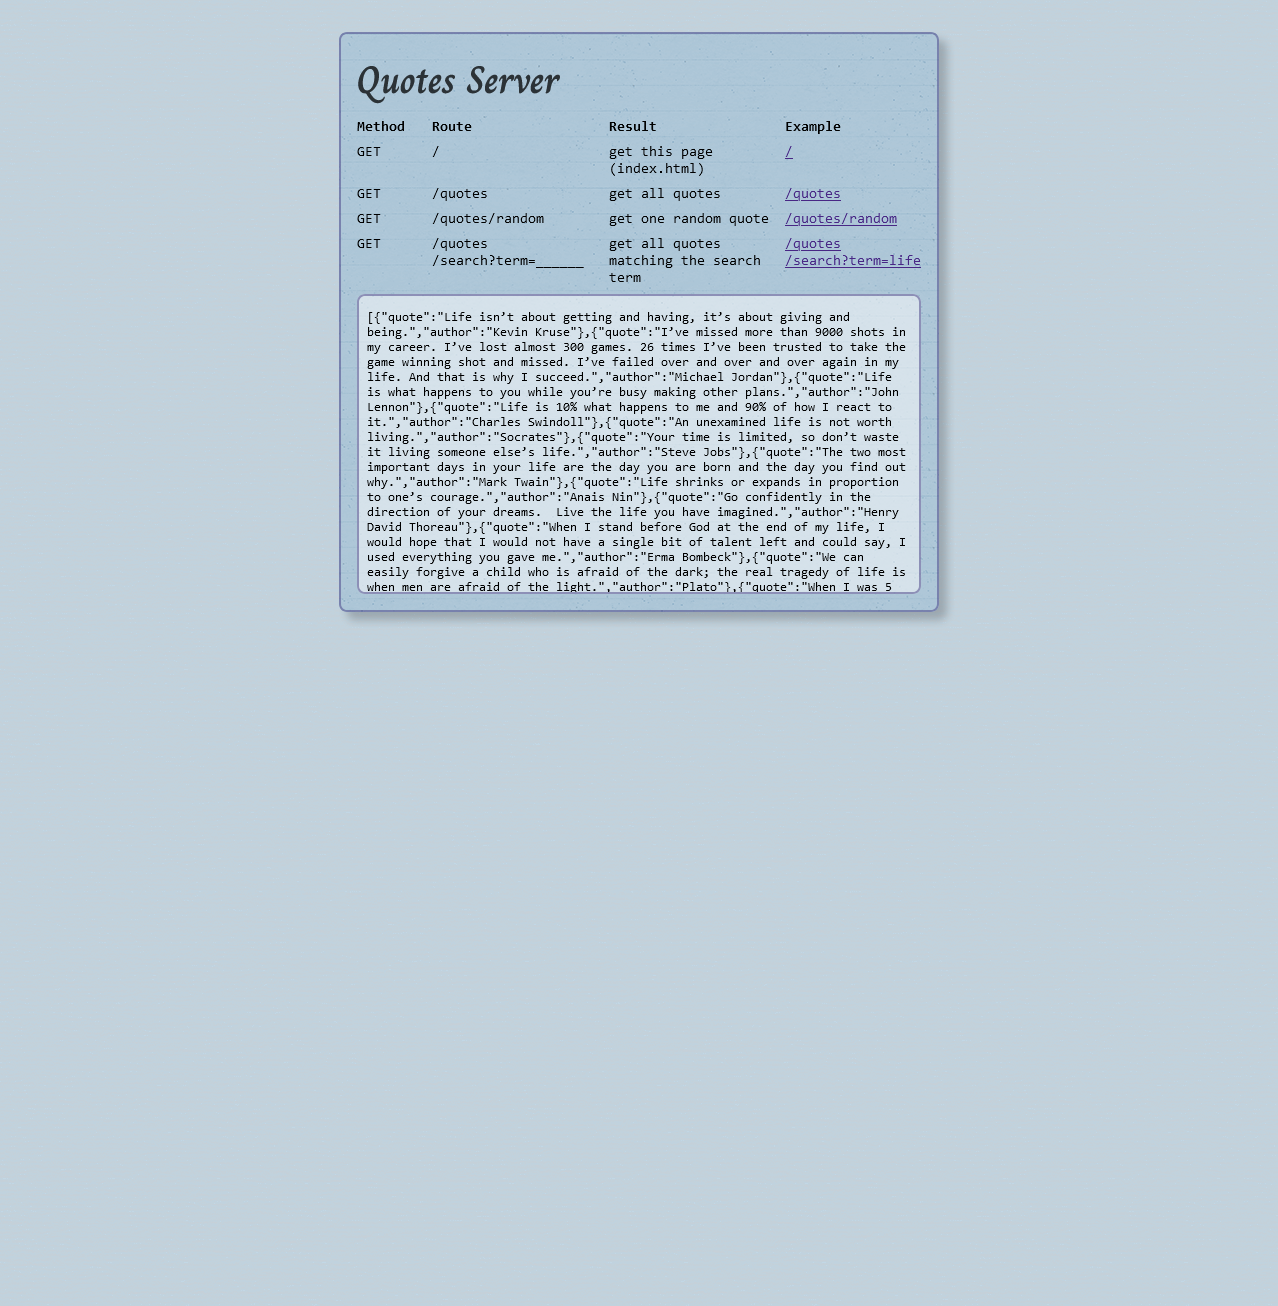 Quotes Server
Method Route Result Example
GET / get this page /
(index.html)
GET /quotes get all quotes /quotes
GET /quotes/random get one random quote /quotes/random
GET /quotes get all quotes /quotes
/search?term=______ matching the search /search?term=life
term
[{"quote":"Life isn’t about getting and having, it’s about giving and
being.","author":"Kevin Kruse"},{"quote":"I’ve missed more than 9000 shots in
my career. I’ve lost almost 300 games. 26 times I’ve been trusted to take the
game winning shot and missed. I’ve failed over and over and over again in my
life. And that is why I succeed.","author":"Michael Jordan"},{"quote":"Life
is what happens to you while you’re busy making other plans.","author":"John
Lennon"},{"quote":"Life is 10% what happens to me and 90% of how I react to
it.","author":"Charles Swindoll"},{"quote":"An unexamined life is not worth
living.","author":"Socrates"},{"quote":"Your time is limited, so don’t waste
it living someone else’s life.","author":"Steve Jobs"},{"quote":"The two most
important days in your life are the day you are born and the day you find out
why.","author":"Mark Twain"},{"quote":"Life shrinks or expands in proportion
to one’s courage.","author":"Anais Nin"},{"quote":"Go confidently in the
direction of your dreams.  Live the life you have imagined.","author":"Henry
David Thoreau"},{"quote":"When I stand before God at the end of my life, I
would hope that I would not have a single bit of talent left and could say, I
used everything you gave me.","author":"Erma Bombeck"},{"quote":"We can
easily forgive a child who is afraid of the dark; the real tragedy of life is
when men are afraid of the light.","author":"Plato"},{"quote":"When I was 5